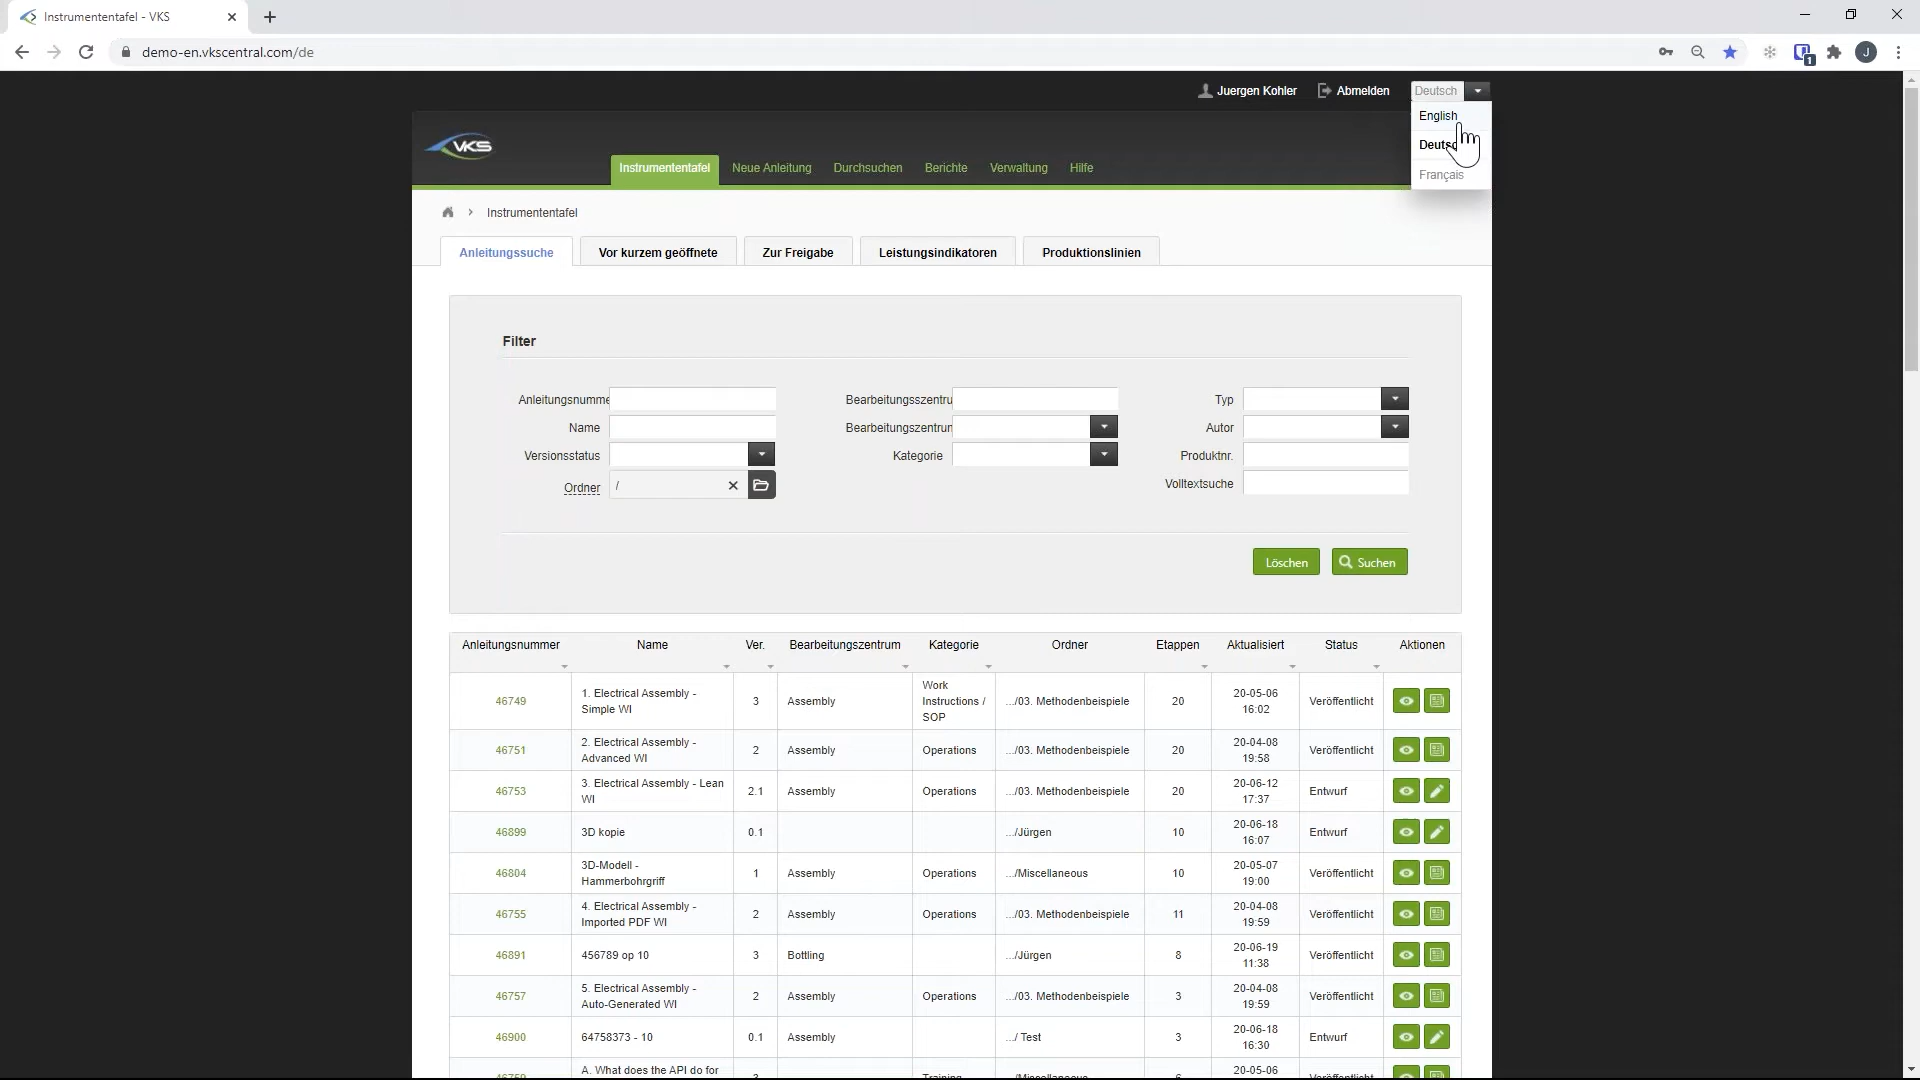 Instrumententafel - VKS
demo-en.vkscentral.com/de
J
1
Juergen Kohler Abmelden Deutsch
English
Français
VKS
Instrumententafel Neue Anleitung Durchsuchen Berichte Verwaltung Hilfe
Instrumententafel
Anleitungssuche Vor kurzem geöffnete Zur Freigabe Leistungsindikatoren Produktionslinien
Filter
Anleitungsnumme Bearbeitungsszentru Typ
Name Bearbeitungszentrun Autor
Versionsstatus Kategorie Produktnr.
Ordner / Volltextsuche
Löschen Suchen
Anleitungsnummer Name Ver. Bearbeitungszentrum Kategorie Ordner Etappen Aktualisiert Status Aktionen
46749 1. Electrical Assembly - Simple WI 3 Assembly Work Instructions / SOP .../03. Methodenbeispiele 20 20-05-06 16:02 Veröffentlicht
46751 2. Electrical Assembly - Advanced WI 2 Assembly Operations .../03. Methodenbeispiele 20 20-04-08 19:58 Veröffentlicht
46753 3. Electrical Assembly - Lean WI 2.1 Assembly Operations .../03. Methodenbeispiele 20 20-06-12 17:37 Entwurf
46899 3D kopie 0.1 .../Jürgen 10 20-06-18 16:07 Entwurf
46804 3D-Modell - Hammerbohrgriff 1 Assembly Operations .../Miscellaneous 10 20-05-07 19:00 Veröffentlicht
46755 4. Electrical Assembly - Imported PDF WI 2 Assembly Operations .../03. Methodenbeispiele 11 20-04-08 19:59 Veröffentlicht
46891 456789 op 10 3 Bottling .../Jürgen 8 20-06-19 11:38 Veröffentlicht
46757 5. Electrical Assembly - Auto-Generated WI 2 Assembly Operations .../03. Methodenbeispiele 3 20-04-08 19:59 Veröffentlicht
46900 64758373 - 10 0.1 Assembly .../ Test 3 20-06-18 16:30 Entwurf
A. What does the API do for 20-05-06